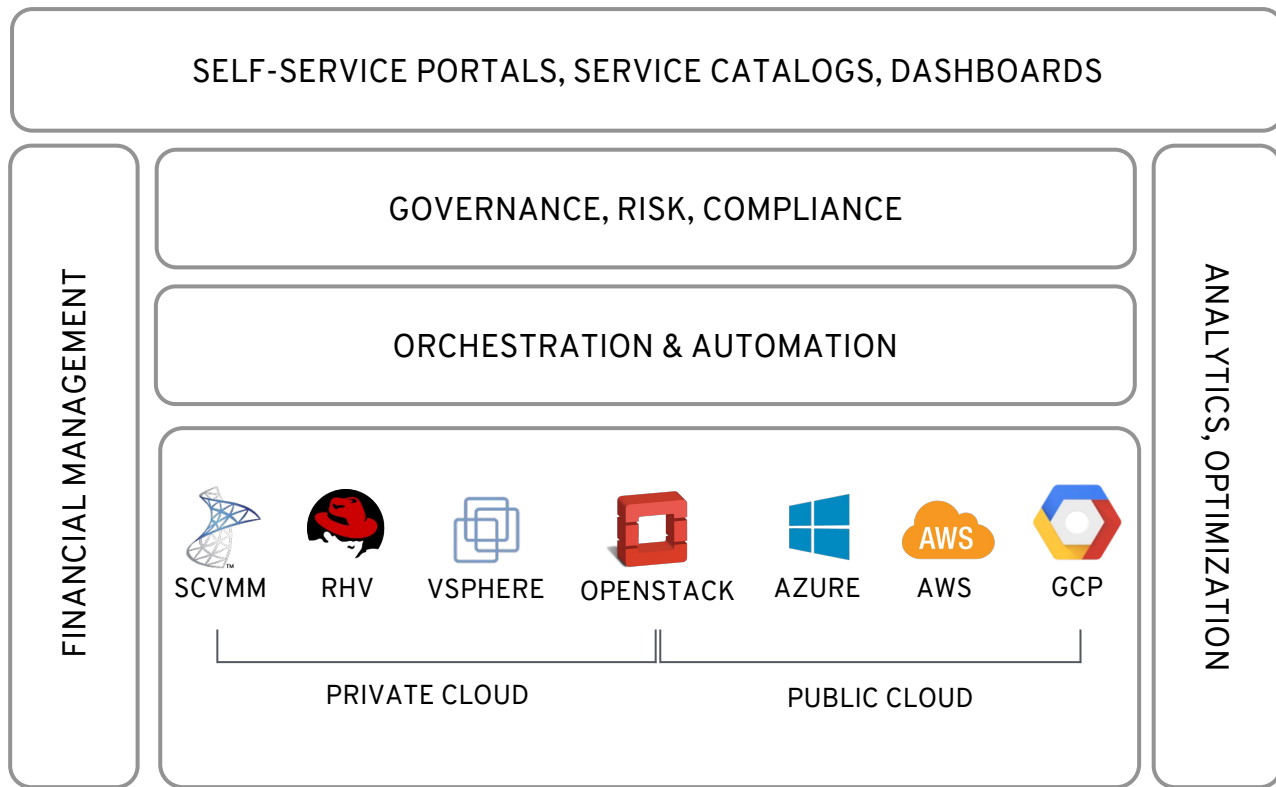 SELF-SERVICE PORTALS, SERVICE CATALOGS, DASHBOARDS
FINANCIAL MANAGEMENT
GOVERNANCE, RISK, COMPLIANCE
ORCHESTRATION & AUTOMATION
ANALYTICS, OPTIMIZATION
™
AWS
SCVMM
RHV
VSPHERE
OPENSTACK
AZURE
AWS
GCP
PRIVATE CLOUD
PUBLIC CLOUD